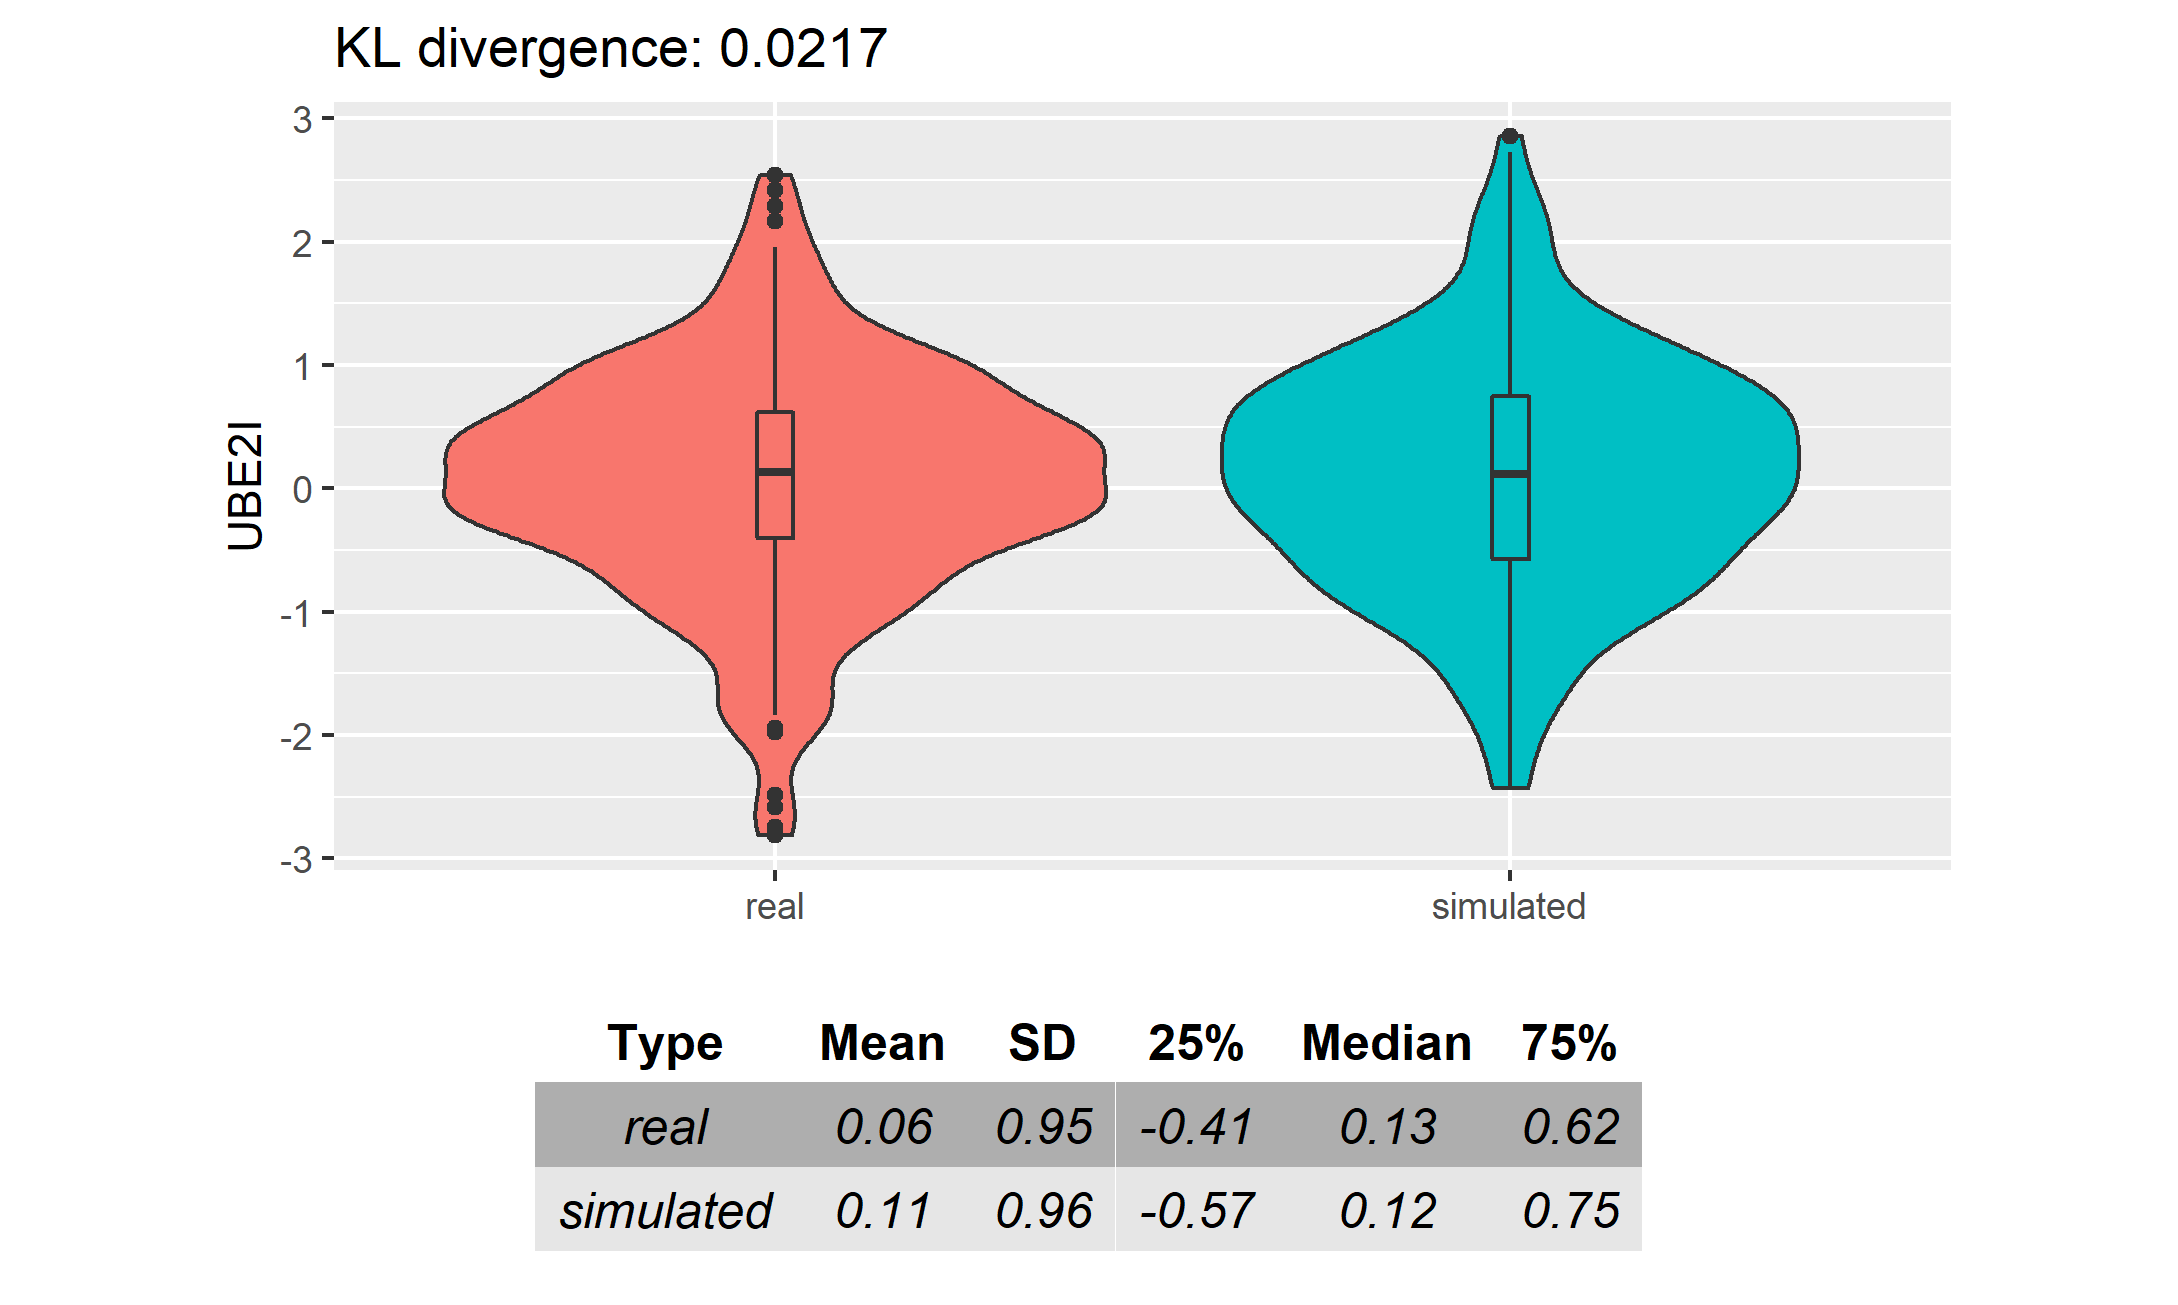 KL divergence: 0.0217
3
2
1
0
-1
-2
-3
UBE2I
real simulated
Type Mean SD 25% Median 75%
real 0.06 0.95 -0.41 0.13 0.62
simulated 0.11 0.96 -0.57 0.12 0.75